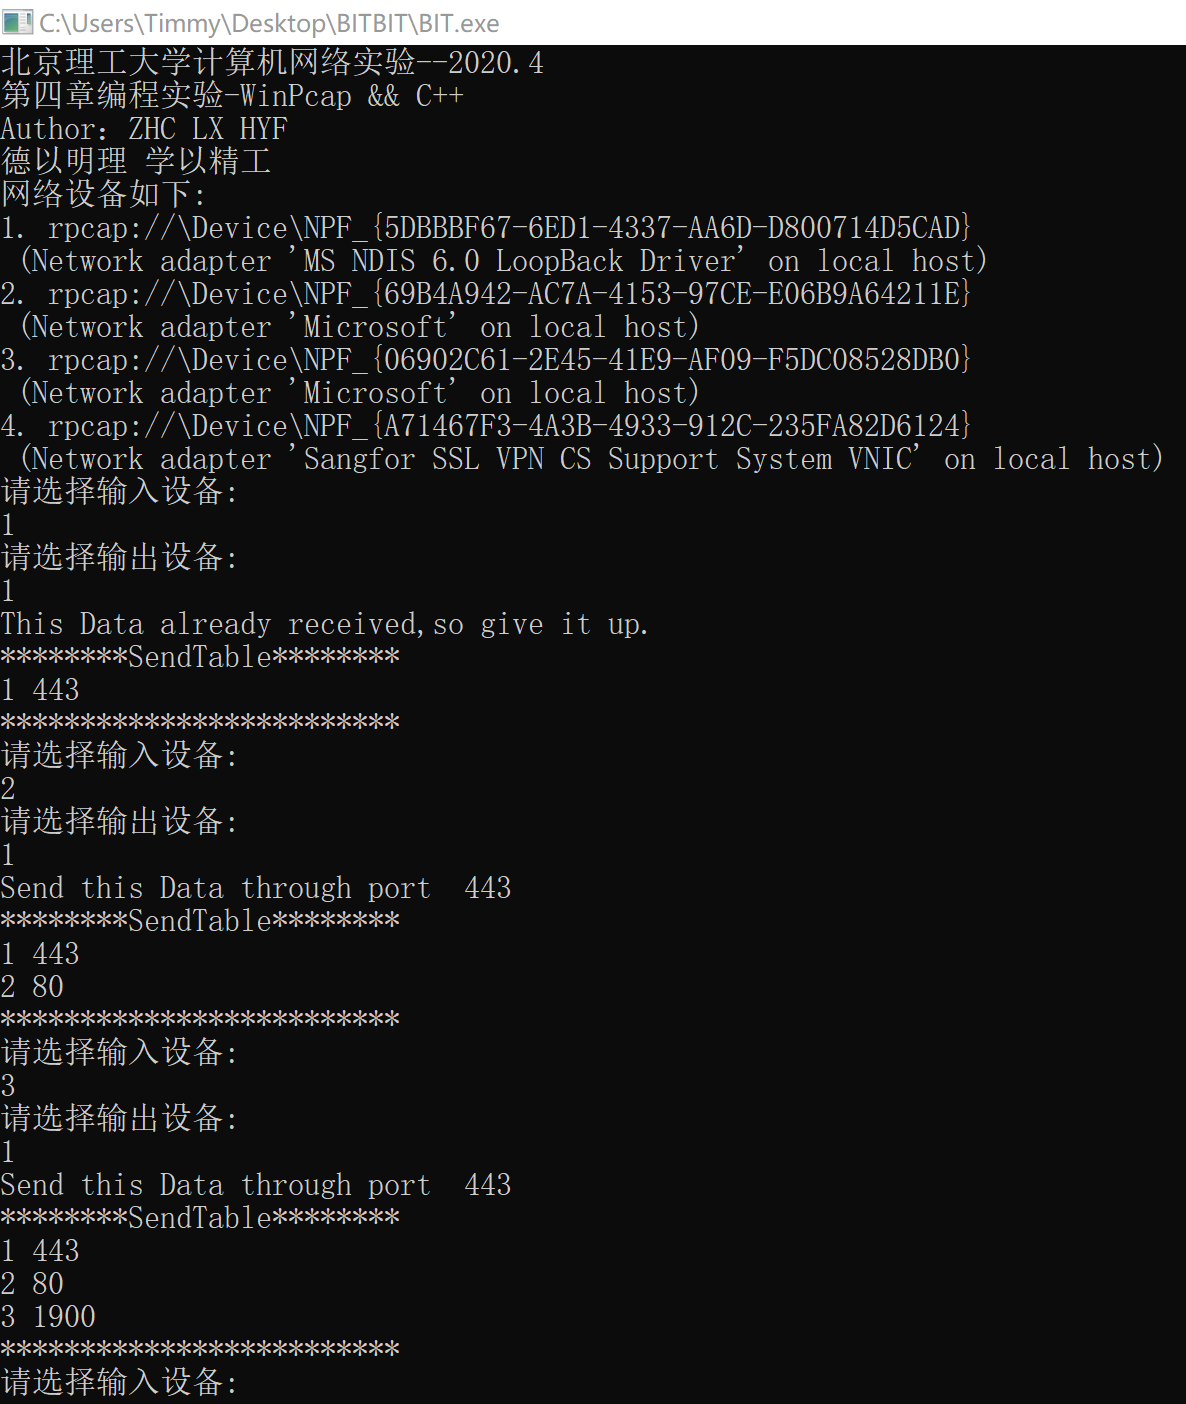 C:\Users\Timmy\Desktop\BITBIT\BIT.exe
北京理工大学计算机网络实验--2020.4
第四章编程实验-WinPcap && C++
Author：ZHC LX HYF
德以明理 学以精工
网络设备如下:
1. rpcap://\Device\NPF_{5DBBBF67-6ED1-4337-AA6D-D800714D5CAD}
(Network adapter 'MS NDIS 6.0 LoopBack Driver' on local host)
2. rpcap://\Device\NPF_{69B4A942-AC7A-4153-97CE-E06B9A64211E}
(Network adapter 'Microsoft' on local host)
3. rpcap://\Device\NPF_{06902C61-2E45-41E9-AF09-F5DC08528DB0}
(Network adapter 'Microsoft' on local host)
4. rpcap://\Device\NPF_{A71467F3-4A3B-4933-912C-235FA82D6124}
(Network adapter 'Sangfor SSL VPN CS Support System VNIC' on local host)
请选择输入设备:
1
请选择输出设备:
1
This Data already received,so give it up.
********SendTable********
1 443
*************************
请选择输入设备:
2
请选择输出设备:
1
Send this Data through port  443
********SendTable********
1 443
2 80
*************************
请选择输入设备:
3
请选择输出设备:
1
Send this Data through port  443
********SendTable********
1 443
2 80
3 1900
*************************
请选择输入设备: